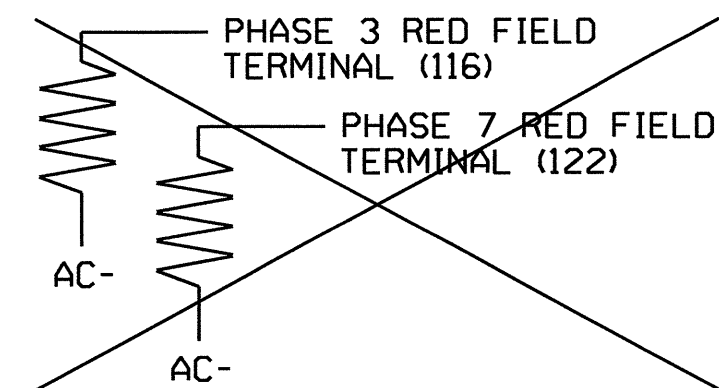 PHASE 3 RED FIELD
TERMINAL (116)
PHASE 7 RED FIELD
TERMINAL (122)
AC-
AC-